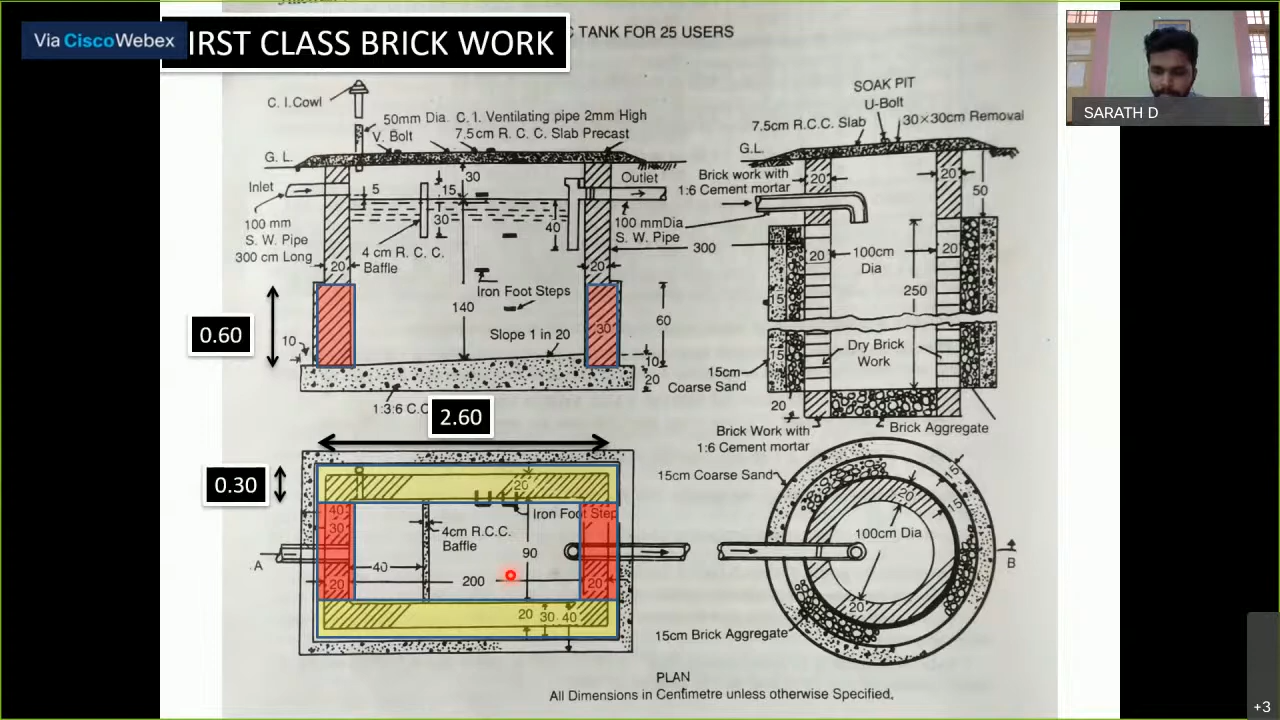 Via Cisco Webex
IRST CLASS BRICK WORK
C TANK FOR 25 USERS
SARATH D
C. I. Cowl
50mm Dia. C. I. Ventilating pipe 2mm High
V. Bolt
7.5cm R. C. C. Slab Precast
G. L.
30
Inlet
5
15
Outlet
100 mm
S. W. Pipe
300 cm Long
30
40
100 mmDia
S. W. Pipe
4 cm R. C. C.
Baffle
20
20
300
Iron Foot Steps
140
30
60
Slope 1 in 20
10
10
20
0.60
1:3:6 C.C
SOAK PIT
U-Bolt
7.5cm R.C.C. Slab
30×30cm Removal
G.L.
Brick work with
1:6 Cement mortar
20
20
50
20
100cm
Dia
20
250
15
15
Dry Brick
Work
15cm
Coarse Sand
20
Brick Work with
1:6 Cement mortar
Brick Aggregate
2.60
0.30
20
40
30
Iron Foot Step
4cm R.C.C.
Baffle
90
A
40
200
20
20
20 30 40
15cm Coarse Sand
5
15
20
100cm Dia
B
20
15cm Brick Aggregate
PLAN
All Dimensions in Centimetre unless otherwise Specified.
+3